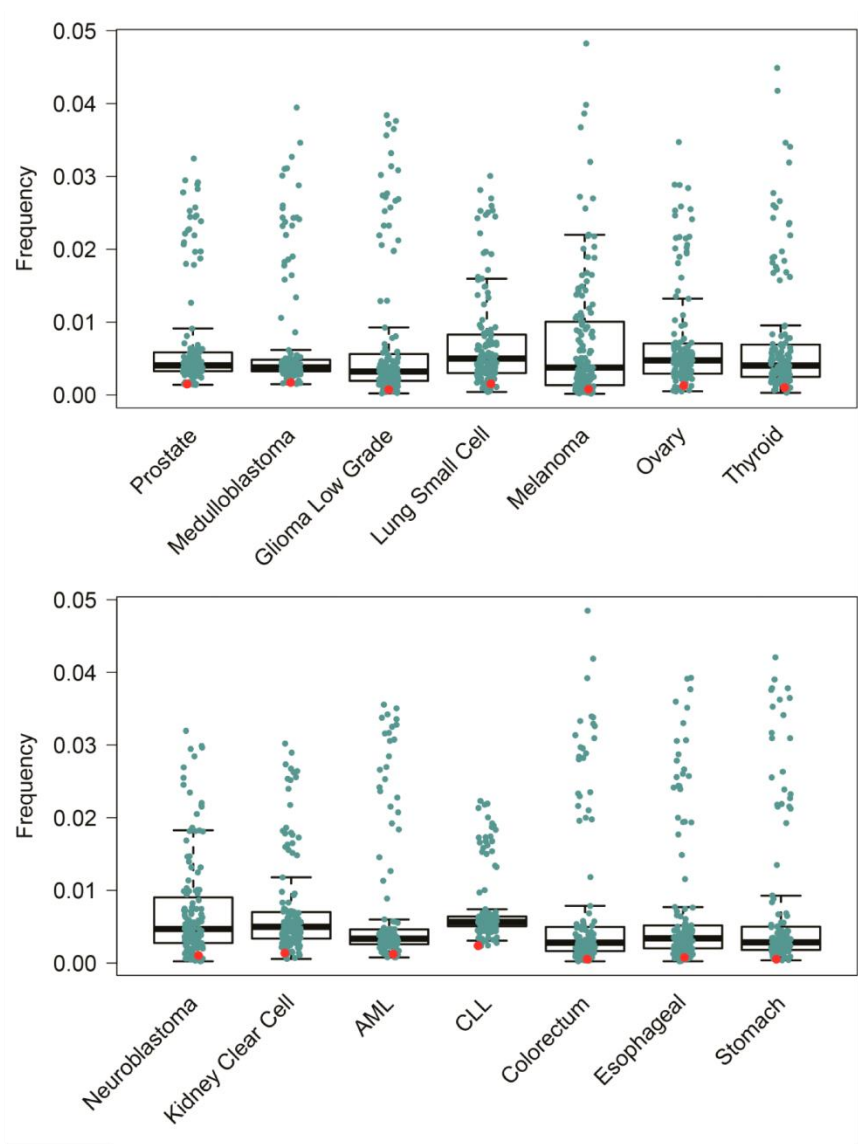 0.05
0.04
0.03
0.02
0.01
0.00
Frequency
Prostate
Medulloblastoma
Glioma Low Grade
Lung Small Cell
Melanoma
Ovary
Thyroid
0.05
0.04
0.03
0.02
0.01
0.00
Frequency
Neuroblastoma
Kidney Clear Cell
AML
CLL
Colorectum
Esophageal
Stomach